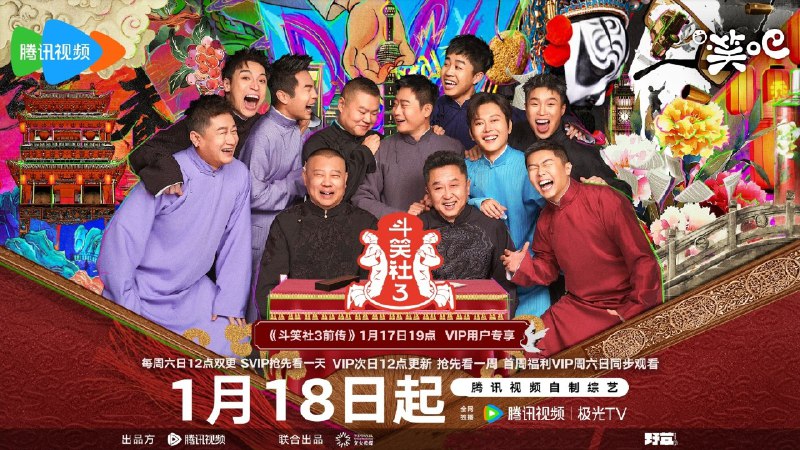 腾讯视频
笑吧
斗笑社3
《斗笑社3前传》1月17日19点 VIP用户专享
每周六日12点双更 SVIP抢先看一天 VIP次日12点更新 抢先看一周 首周福利VIP周六日同步观看
1月18日起
腾讯视频自制综艺
全网独播
腾讯视频 | 极光TV
出品方 腾讯视频 联合出品